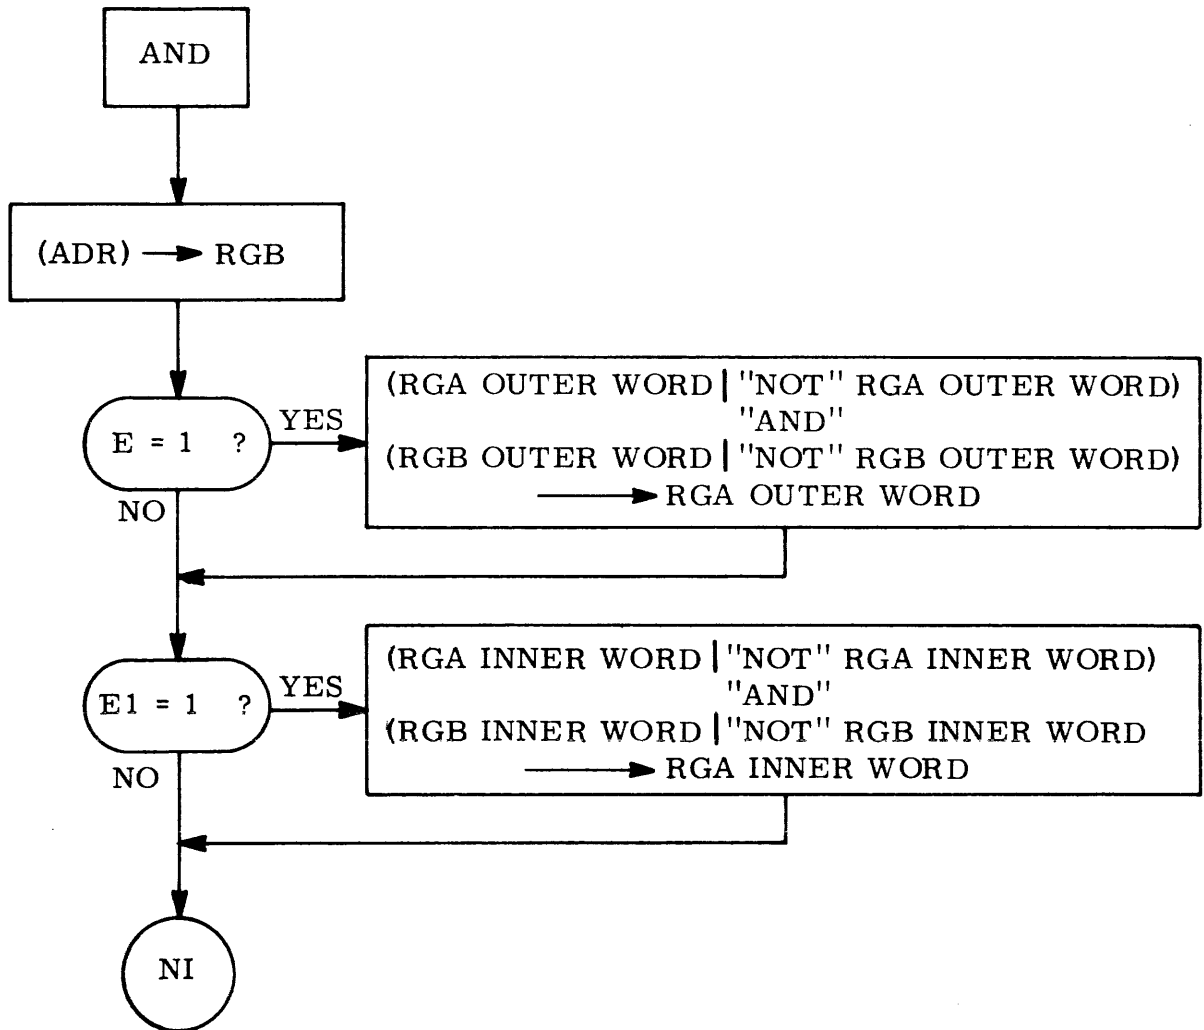 AND
(ADR) → RGB
E = 1 ?
YES
(RGA OUTER WORD | "NOT" RGA OUTER WORD)
"AND"
(RGB OUTER WORD | "NOT" RGB OUTER WORD)
→ RGA OUTER WORD
NO
E1 = 1 ?
YES
(RGA INNER WORD | "NOT" RGA INNER WORD)
"AND"
(RGB INNER WORD | "NOT" RGB INNER WORD
→ RGA INNER WORD
NO
NI